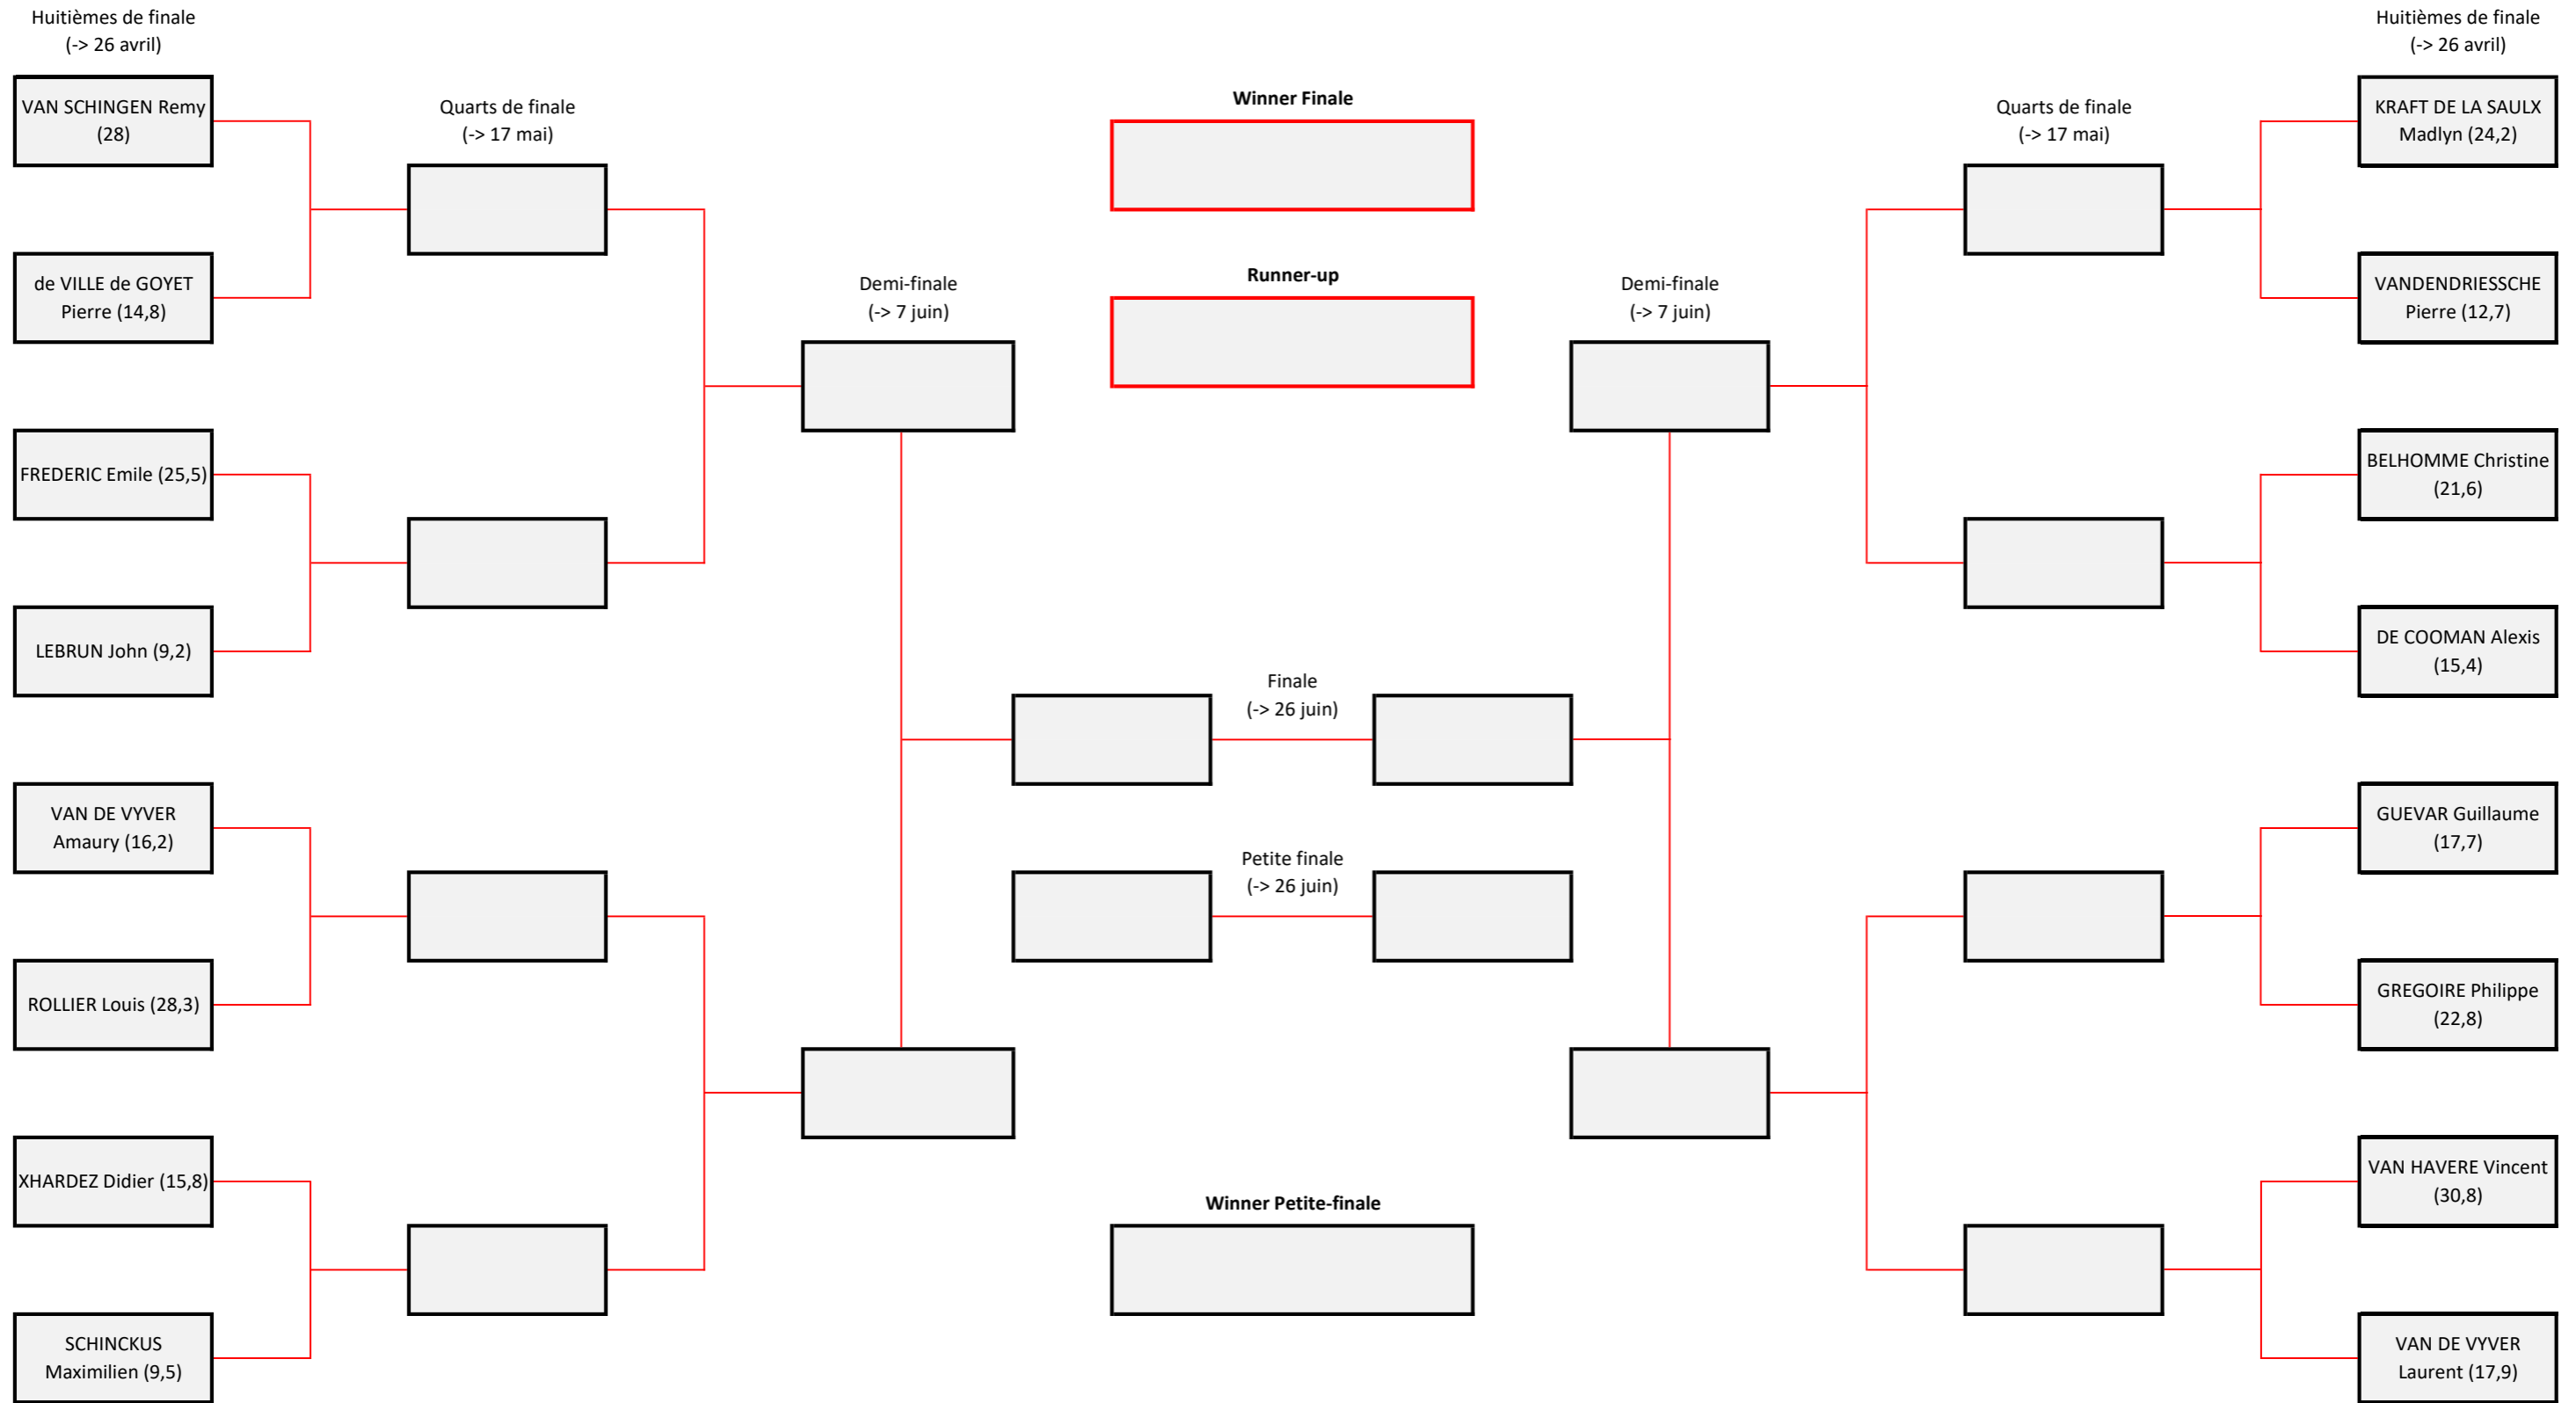 Huitièmes de finale
(-> 26 avril)
VAN SCHINGEN Remy
(28)
de VILLE de GOYET
Pierre (14,8)
FREDERIC Emile (25,5)
LEBRUN John (9,2)
VAN DE VYVER
Amaury (16,2)
ROLLIER Louis (28,3)
XHARDEZ Didier (15,8)
SCHINCKUS
Maximilien (9,5)
Quarts de finale
(-> 17 mai)
Demi-finale
(-> 7 juin)
Winner Finale
Runner-up
Finale
(-> 26 juin)
Petite finale
(-> 26 juin)
Winner Petite-finale
Demi-finale
(-> 7 juin)
Quarts de finale
(-> 17 mai)
Huitièmes de finale
(-> 26 avril)
KRAFT DE LA SAULX
Madlyn (24,2)
VANDENDRIESSCHE
Pierre (12,7)
BELHOMME Christine
(21,6)
DE COOMAN Alexis
(15,4)
GUEVAR Guillaume
(17,7)
GREGOIRE Philippe
(22,8)
VAN HAVERE Vincent
(30,8)
VAN DE VYVER
Laurent (17,9)